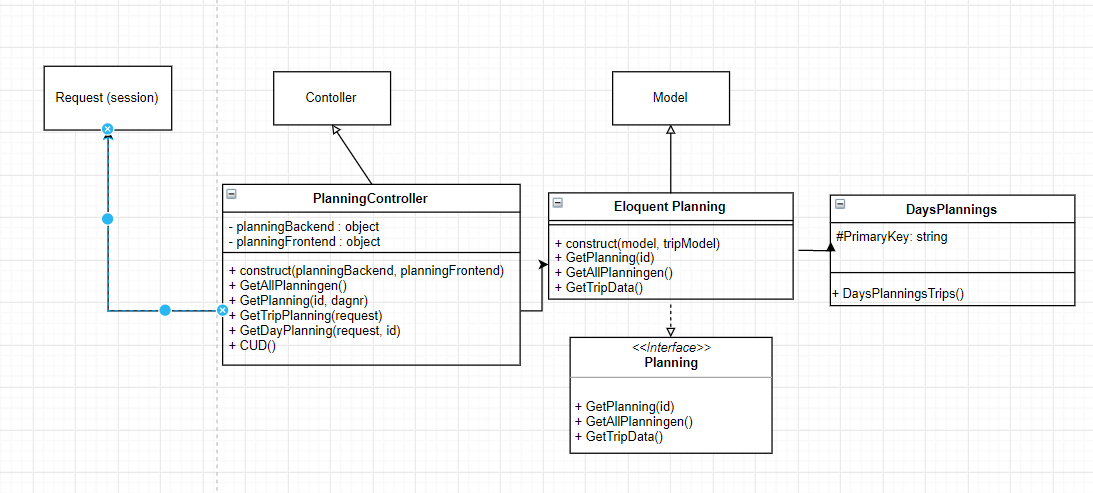 Request (session)
Contoller
Model
PlanningController
- planningBackend : object
- planningFrontend : object
+ construct(planningBackend, planningFrontend)
+ GetAllPlanningen()
+ GetPlanning(id, dagnr)
+ GetTripPlanning(request)
+ GetDayPlanning(request, id)
+ CUD()
Eloquent Planning
+ construct(model, tripModel)
+ GetPlanning(id)
+ GetAllPlanningen()
+ GetTripData()
DaysPlannings
#PrimaryKey: string
+ DaysPlanningsTrips()
<<Interface>>
Planning
+ GetPlanning(id)
+ GetAllPlanningen()
+ GetTripData()